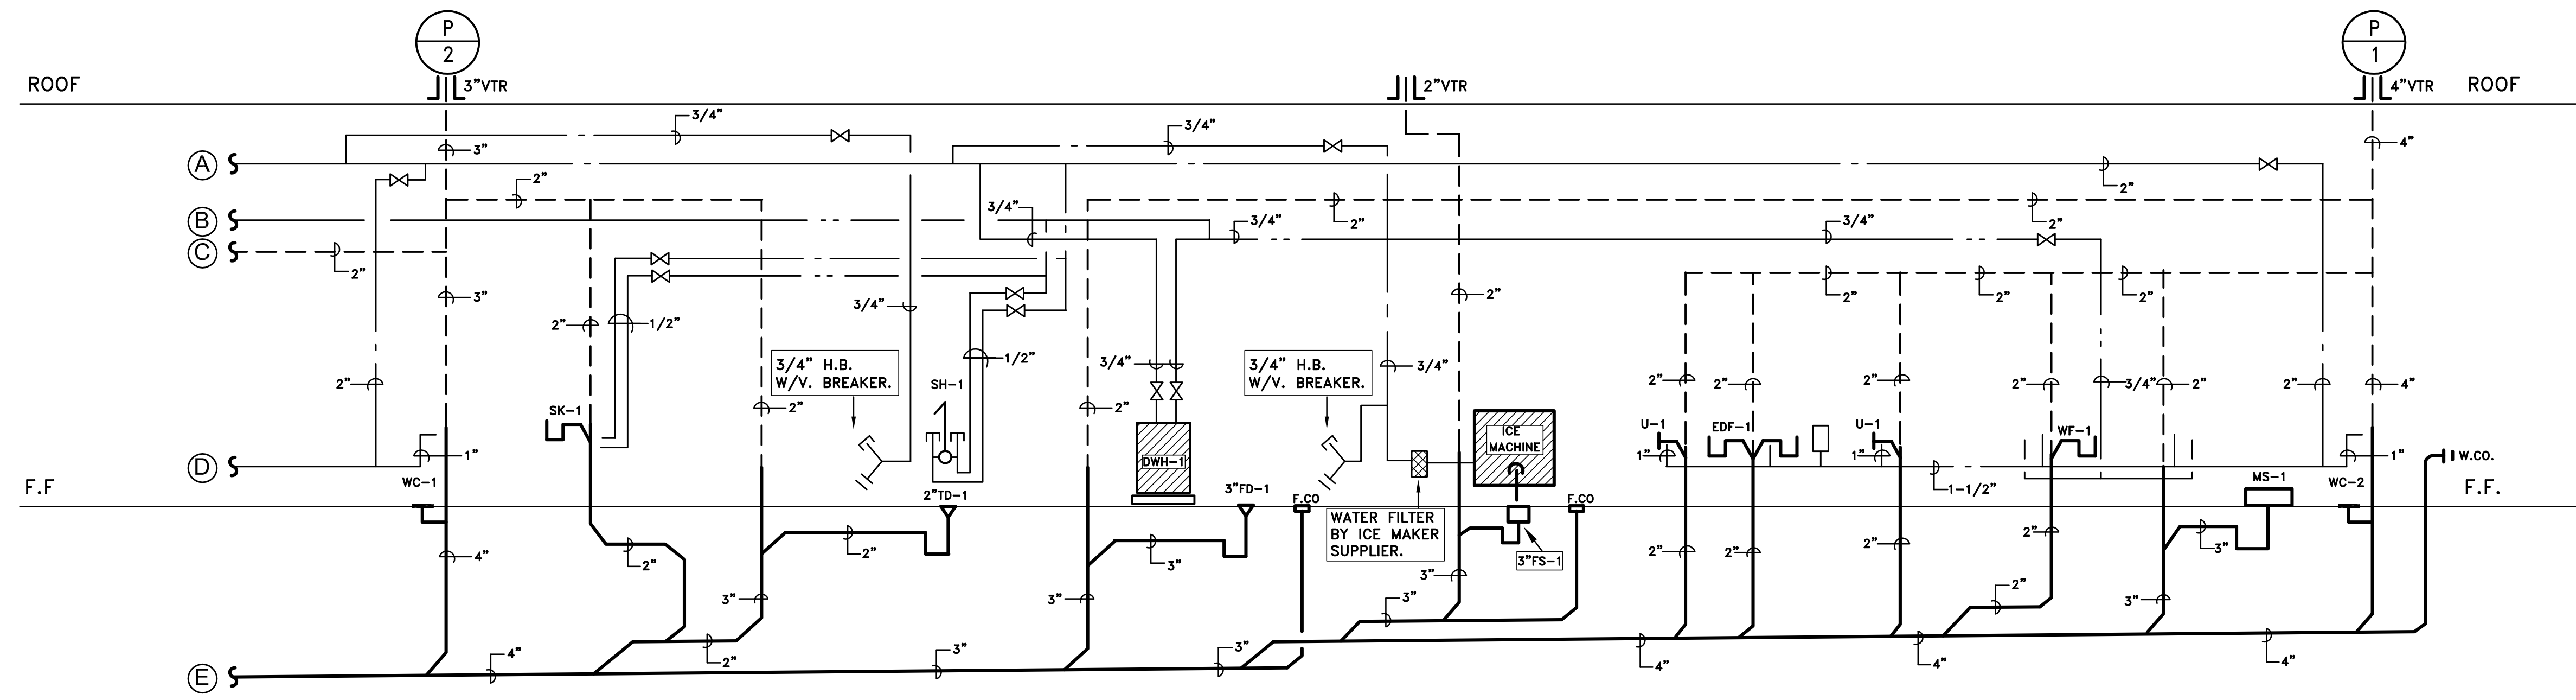 P
2
P
1
ROOF
3"VTR
2"VTR
4"VTR
ROOF
3/4"
3/4"
3"
4"
A
2"
2"
B
3/4"
3/4"
2"
3/4"
2"
C
2"
3"
2"
2"
2"
2"
3/4"
2"
1/2"
1/2"
3/4"
3/4"
3/4" H.B.
W/V. BREAKER.
3/4" H.B.
W/V. BREAKER.
2"
SH-1
2"
2"
2"
2"
2"
3/4"
2"
2"
4"
SK-1
2"
2"
U-1
EDF-1
U-1
WF-1
ICE
MACHINE
D
1"
DWH-1
1"
1"
1"
W.CO.
WC-1
F.F
2"TD-1
3"FD-1
F.CO
F.CO
1-1/2"
MS-1
WC-2
F.F.
WATER FILTER
BY ICE MAKER
SUPPLIER.
3"FS-1
4"
2"
2"
3"
2"
2"
2"
2"
3"
3"
2"
3"
3"
3"
3"
2"
E
4"
2"
3"
3"
4"
4"
4"